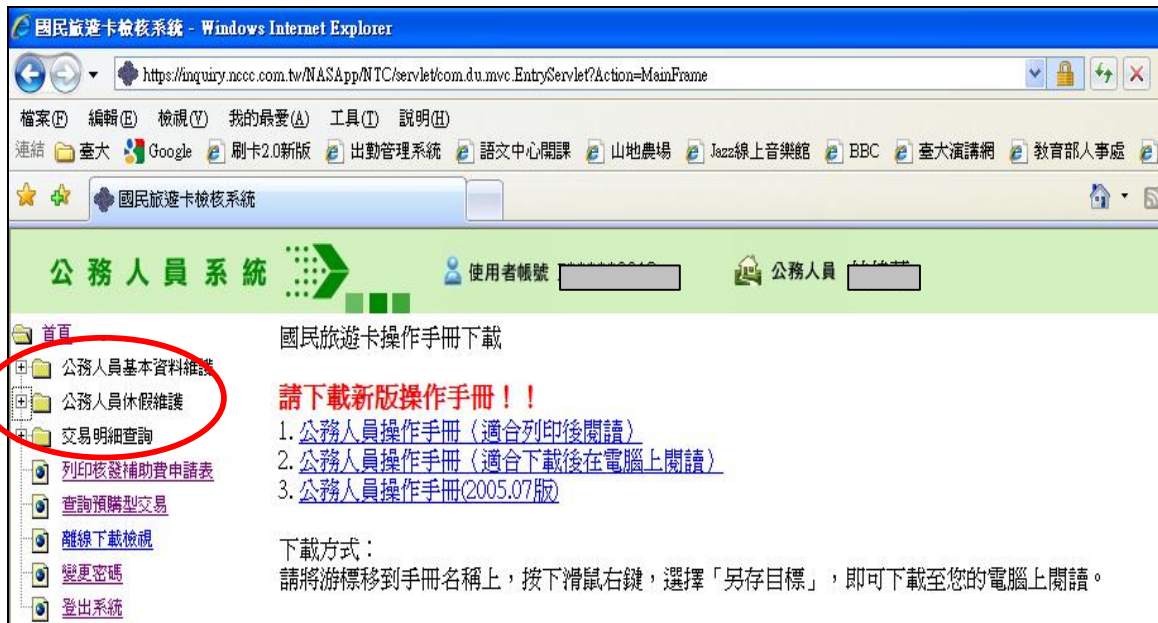 國民旅遊卡檢核系統 - Windows Internet Explorer
https://inquiry.nccc.com.tw/NASApp/NTC/servlet/com.du.mvc.EntryServlet?Action=MainFrame
檔案(F) 編輯(E) 檢視(V) 我的最愛(A) 工具(T) 說明(H)
連結 臺大 Google 刷卡2.0新版 出勤管理系統 語文中心開課 山地農場 Jazz線上音樂館 BBC 臺大演講網 教育部人事處
國民旅遊卡檢核系統
公務人員系統 使用者帳號 公務人員
首頁
公務人員基本資料維護
公務人員休假維護
交易明細查詢
列印核發補助費申請表
查詢預購型交易
離線下載檢視
變更密碼
登出系統
國民旅遊卡操作手冊下載
請下載新版操作手冊！！
1. 公務人員操作手冊（適合列印後閱讀）
2. 公務人員操作手冊（適合下載後在電腦上閱讀）
3. 公務人員操作手冊(2005.07版)
下載方式：
請將游標移到手冊名稱上，按下滑鼠右鍵，選擇「另存目標」，即可下載至您的電腦上閱讀。